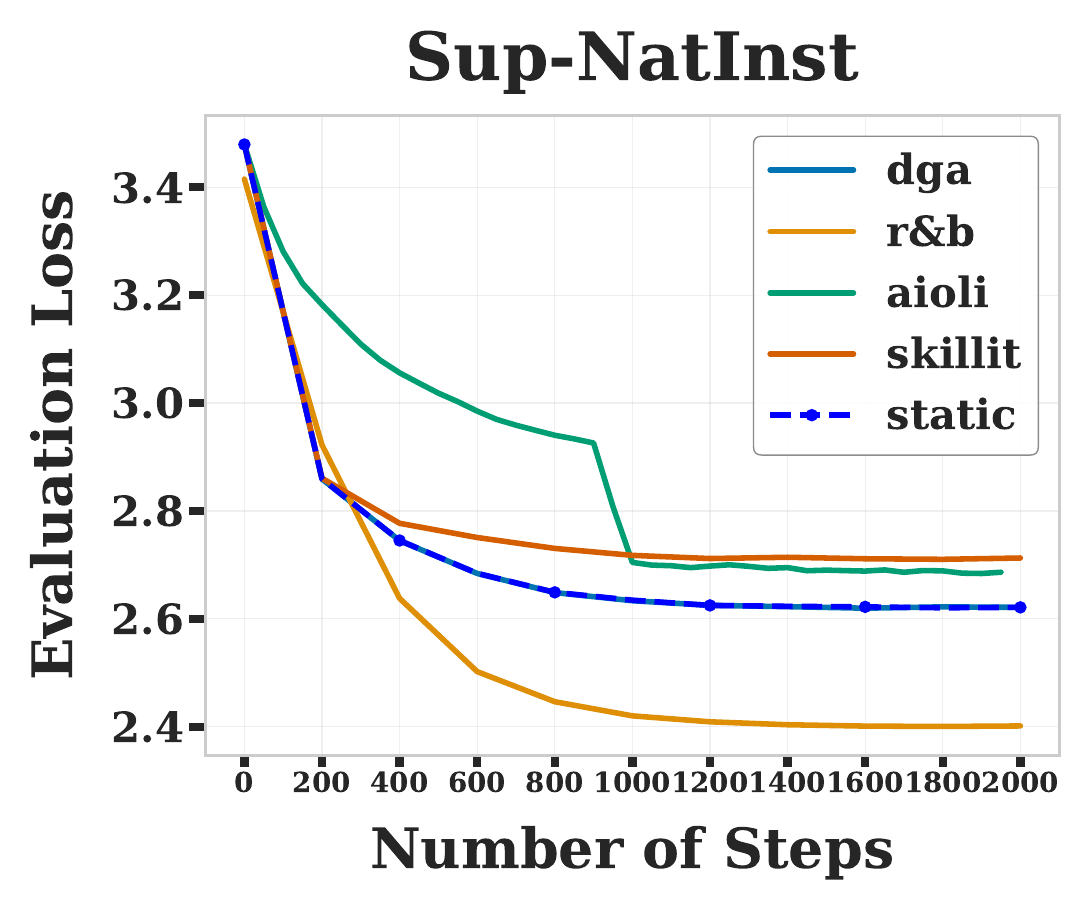 Sup-NatInst
Evaluation Loss
3.4
3.2
3.0
2.8
2.6
2.4
dga
r&b
aioli
skillit
static
0 200 400 600 800 1000 1200 1400 1600 1800 2000
Number of Steps